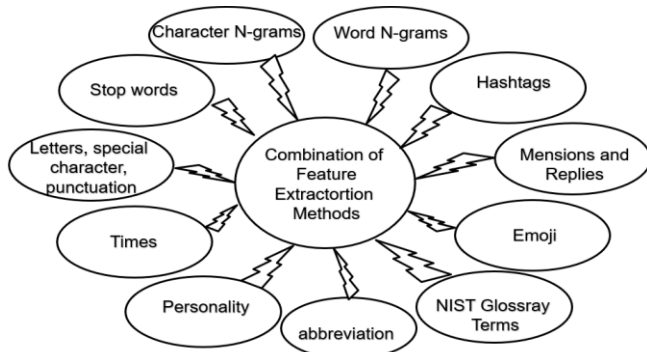 Character N-grams
Word N-grams
Stop words
Hashtags
Letters, special
character,
punctuation
Combination of
Feature
Extractortion
Methods
Mensions and
Replies
Times
Emoji
Personality
abbreviation
NIST Glossray
Terms